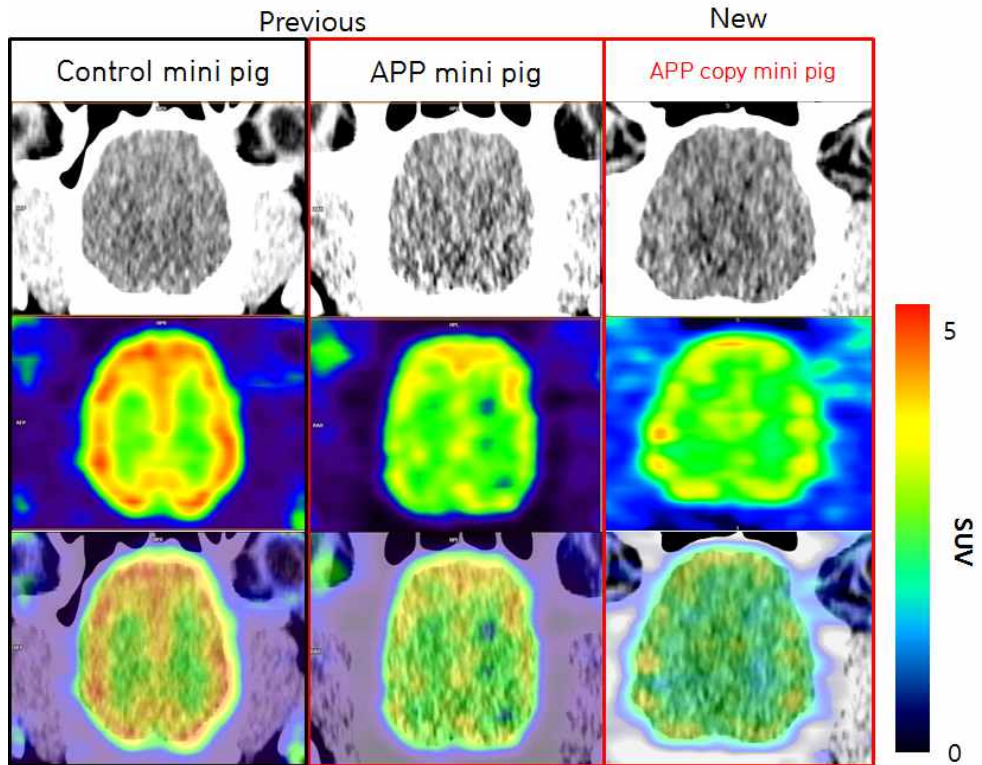 Previous
New
Control mini pig
APP mini pig
APP copy mini pig
5
SUV
0